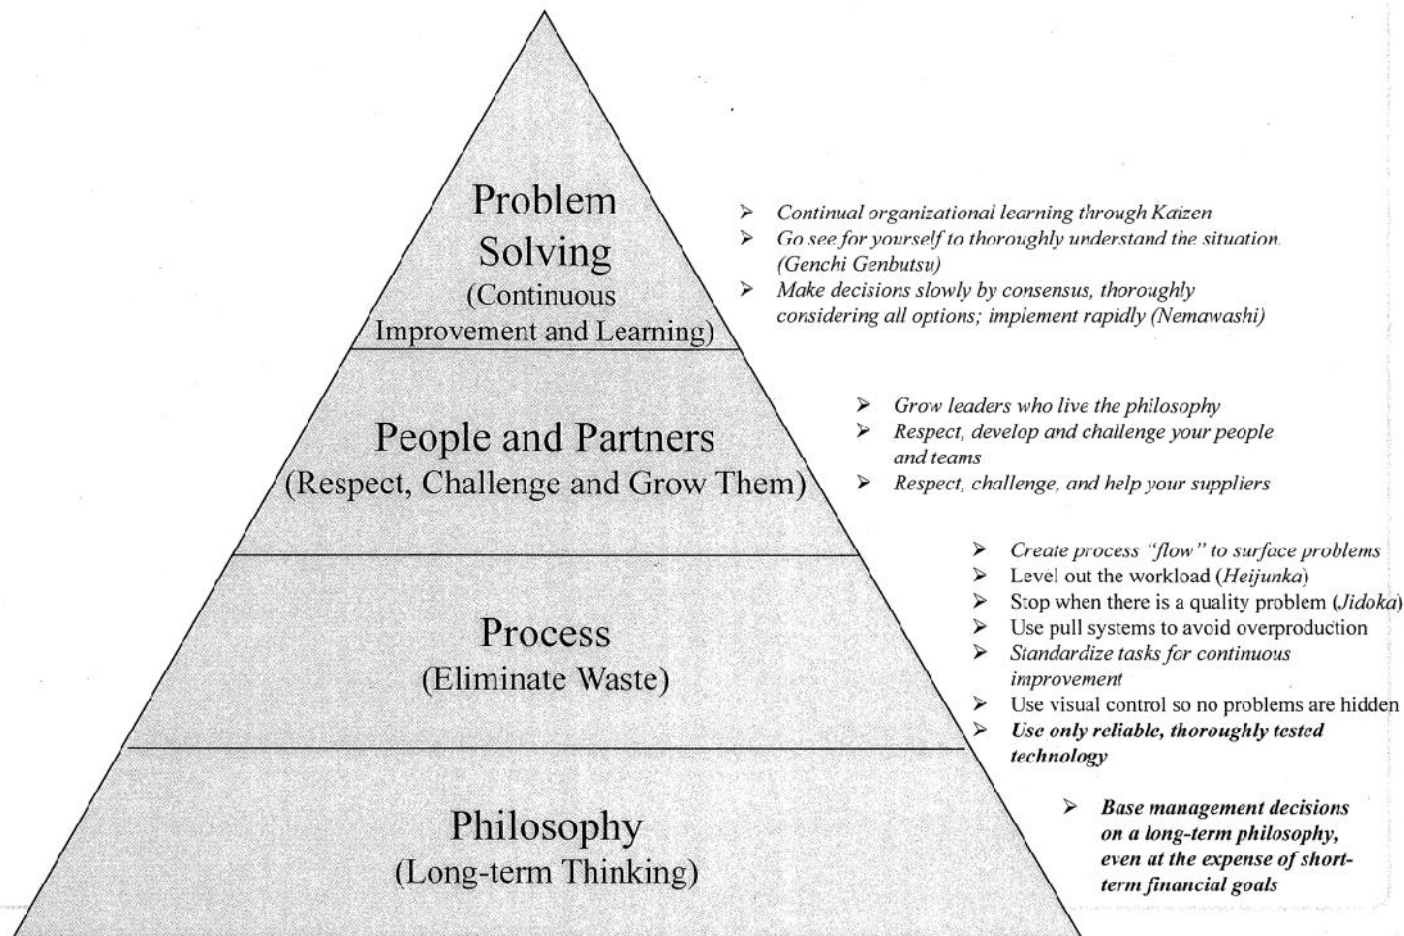 Problem
Solving
(Continuous
Improvement and Learning)
➢ Continual organizational learning through Kaizen
➢ Go see for yourself to thoroughly understand the situation.
(Genchi Genbutsu)
➢ Make decisions slowly by consensus, thoroughly
considering all options; implement rapidly (Nemawashi)
People and Partners
(Respect, Challenge and Grow Them)
➢ Grow leaders who live the philosophy
➢ Respect, develop and challenge your people
and teams
➢ Respect, challenge, and help your suppliers
Process
(Eliminate Waste)
➢ Create process "flow" to surface problems
➢ Level out the workload (Heijunka)
➢ Stop when there is a quality problem (Jidoka)
➢ Use pull systems to avoid overproduction
➢ Standardize tasks for continuous
improvement
➢ Use visual control so no problems are hidden
➢ Use only reliable, thoroughly tested
technology
Philosophy
(Long-term Thinking)
➢ Base management decisions
on a long-term philosophy,
even at the expense of short-
term financial goals